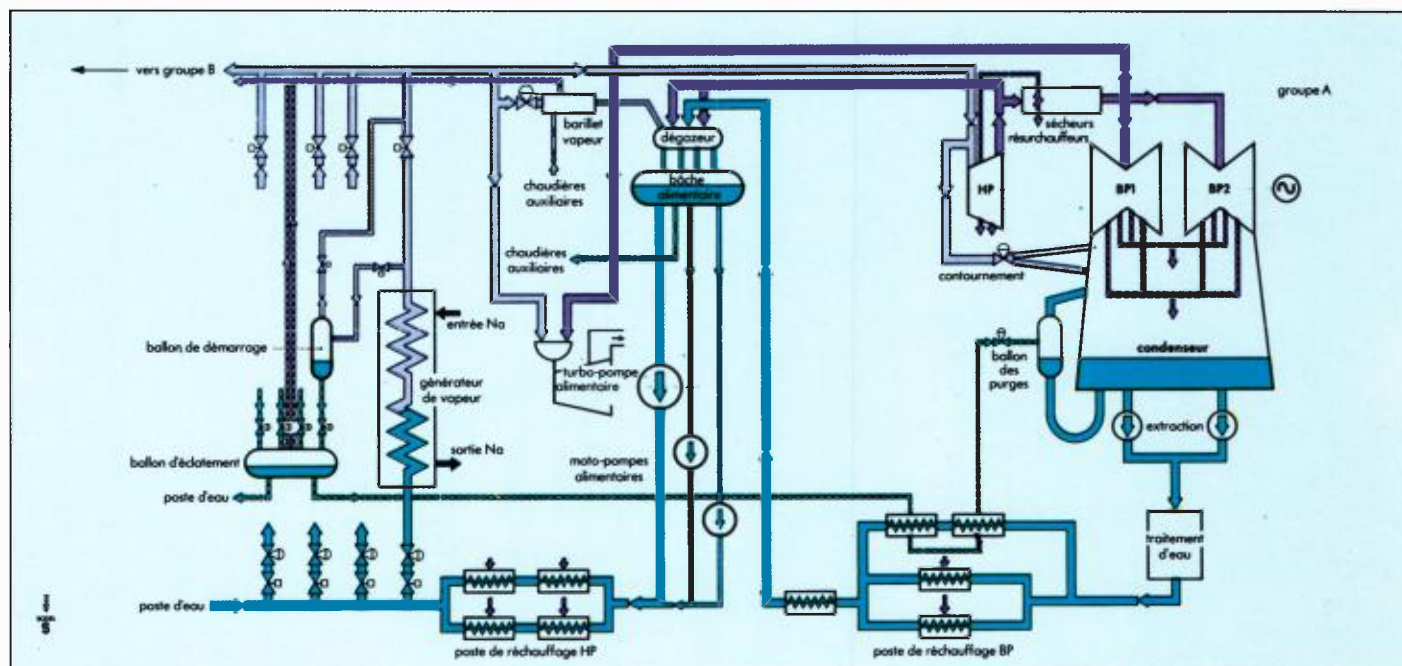 vers groupe B
groupe A
barillet
vapeur
dégazeur
sécheurs
résurchauffeurs
bâche
alimentaire
chaudières
auxiliaires
HP
BP1
BP2
chaudières
auxiliaires
contournement
entrée Na
ballon de démarrage
turbo-pompe
alimentaire
générateur
de vapeur
ballon
des
purges
condenseur
extraction
sortie Na
ballon d'éclatement
moto-pompes
alimentaires
poste d'eau
traitement
d'eau
poste d'eau
poste de réchauffage HP
poste de réchauffage BP